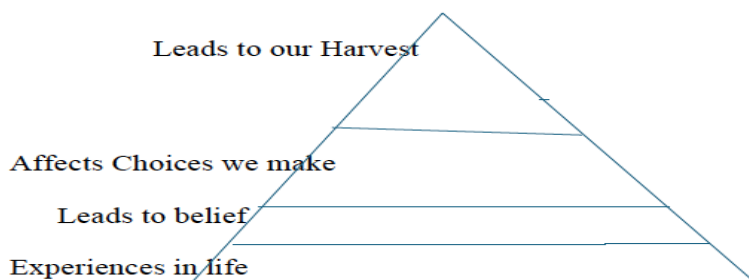 Leads to our Harvest
Affects Choices we make
Leads to belief
Experiences in life